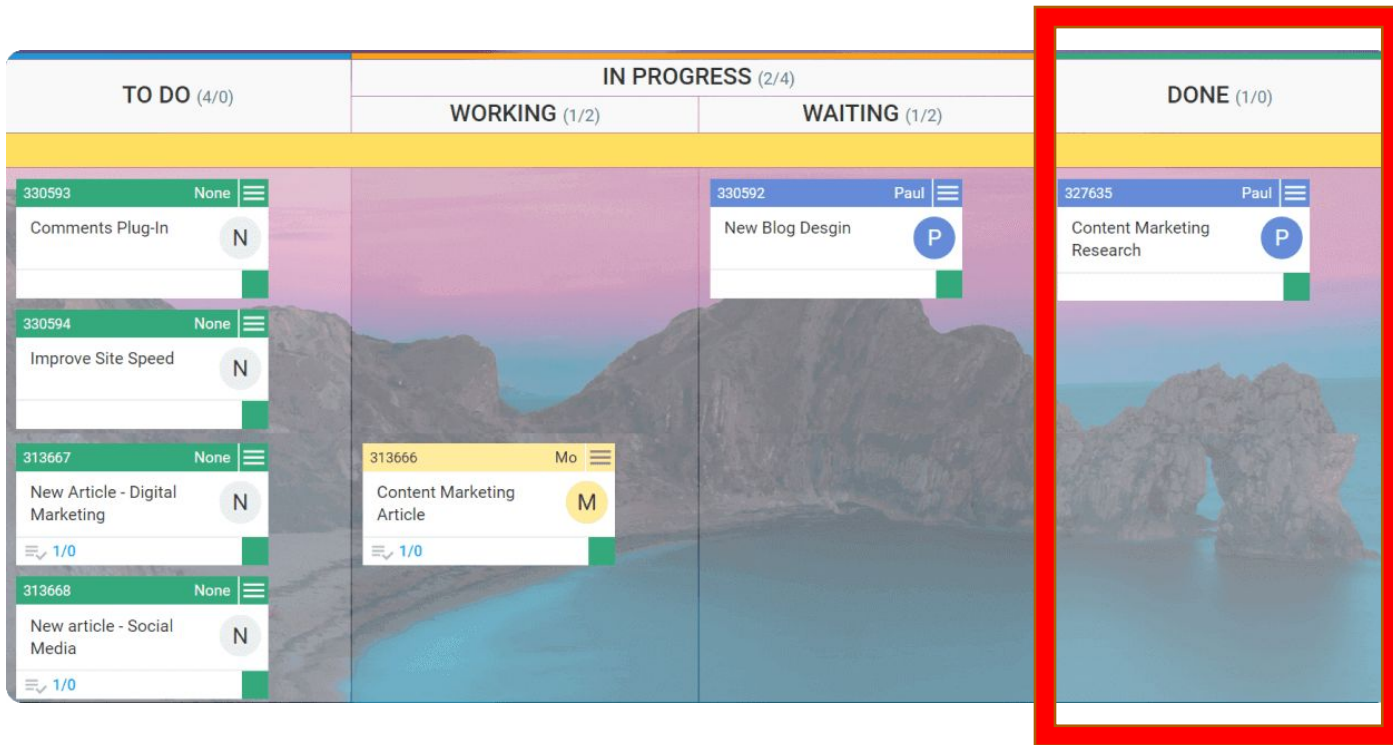 TO DO (4/0)
IN PROGRESS (2/4)
WORKING (1/2)
WAITING (1/2)
DONE (1/0)
330593 None
Comments Plug-In
N
330594 None
Improve Site Speed
N
313667 None
New Article - Digital
Marketing
N
1/0
313668 None
New article - Social
Media
N
1/0
313666 Mo
Content Marketing
Article
M
1/0
330592 Paul
New Blog Desgin
P
327635 Paul
Content Marketing
Research
P